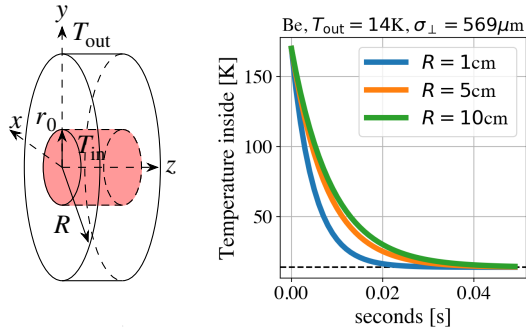 y
T_out
x
r_0
T_in
z
R
Be, T_out = 14K, σ_⊥ = 569μm
Temperature inside [K]
150
100
50
R = 1cm
R = 5cm
R = 10cm
0.00
0.02
0.04
seconds [s]